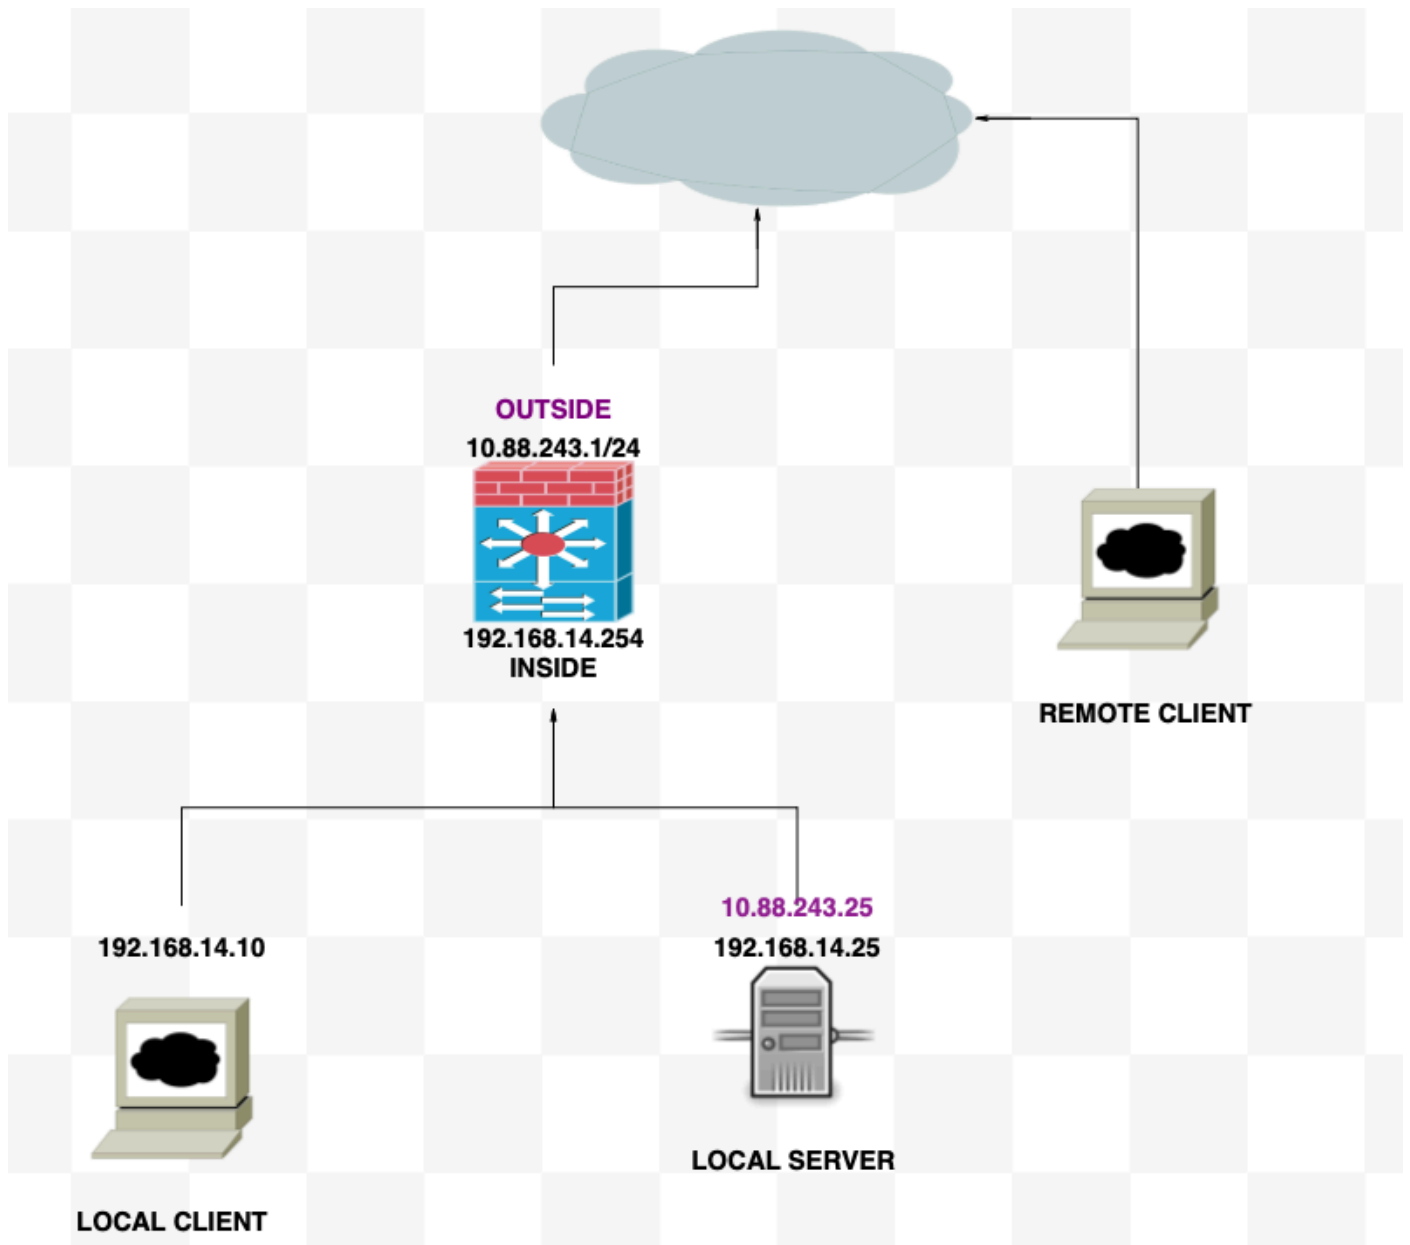 OUTSIDE
10.88.243.1/24
192.168.14.254
INSIDE
REMOTE CLIENT
10.88.243.25
192.168.14.10
192.168.14.25
LOCAL SERVER
LOCAL CLIENT